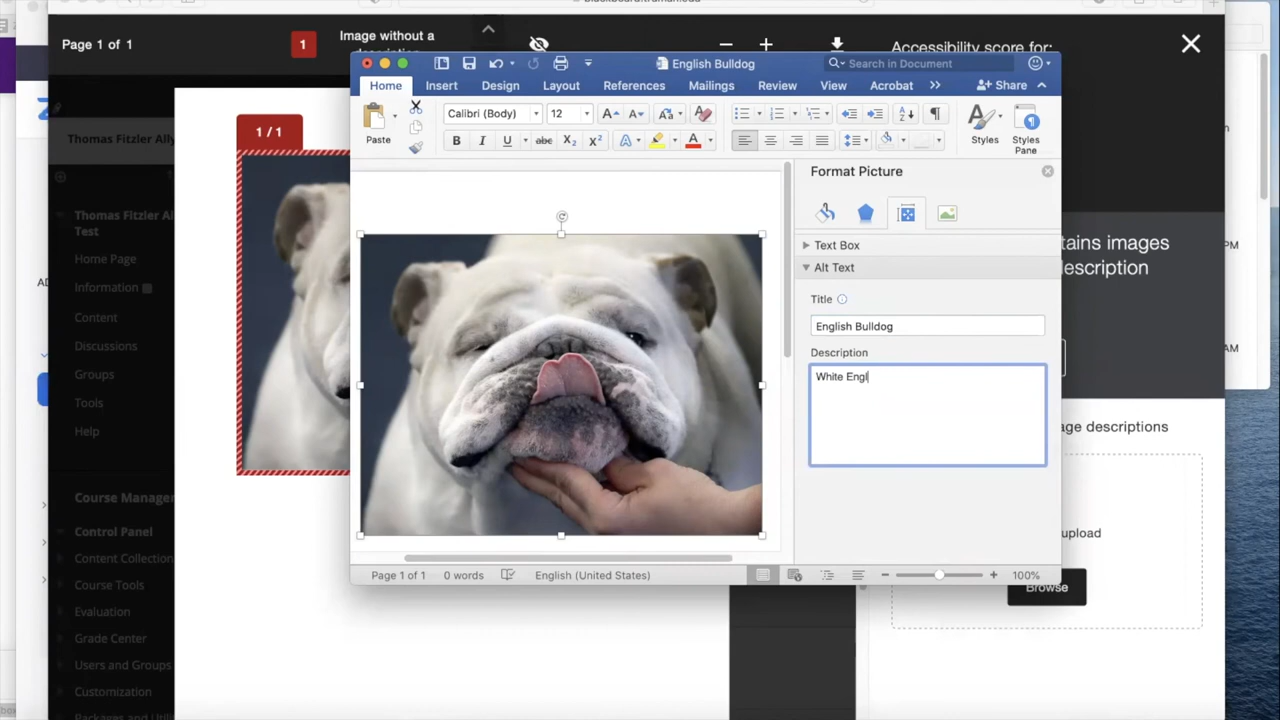 Page 1 of 1
1
Image without a
Accessibility score for:
English Bulldog
Search in Document
Home
Insert
Design
Layout
References
Mailings
Review
View
Acrobat
Share
Paste
Calibri (Body)
12
Styles
Styles
Pane
1 / 1
Thomas Fitzler Ally
Thomas Fitzler Al
Test
Home Page
Information
Content
Discussions
Groups
Tools
Help
Course Manager
Control Panel
Content Collection
Course Tools
Evaluation
Grade Center
Users and Groups
Customization
Format Picture
Text Box
Alt Text
Title
English Bulldog
Description
White Engl
tains images
escription
PM
AM
age descriptions
upload
Browse
Page 1 of 1
0 words
English (United States)
100%